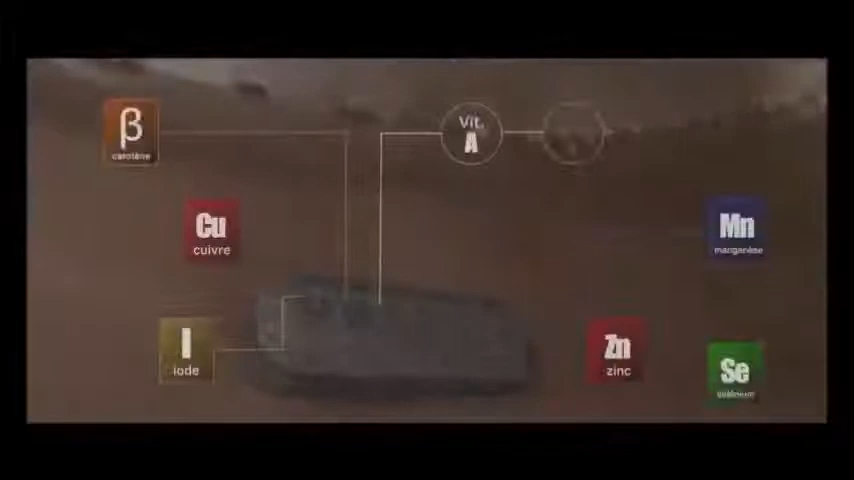 β
carotène
Vit.
A
Cu
cuivre
Mn
manganèse
I
iode
Zn
zinc
Se
sélénium